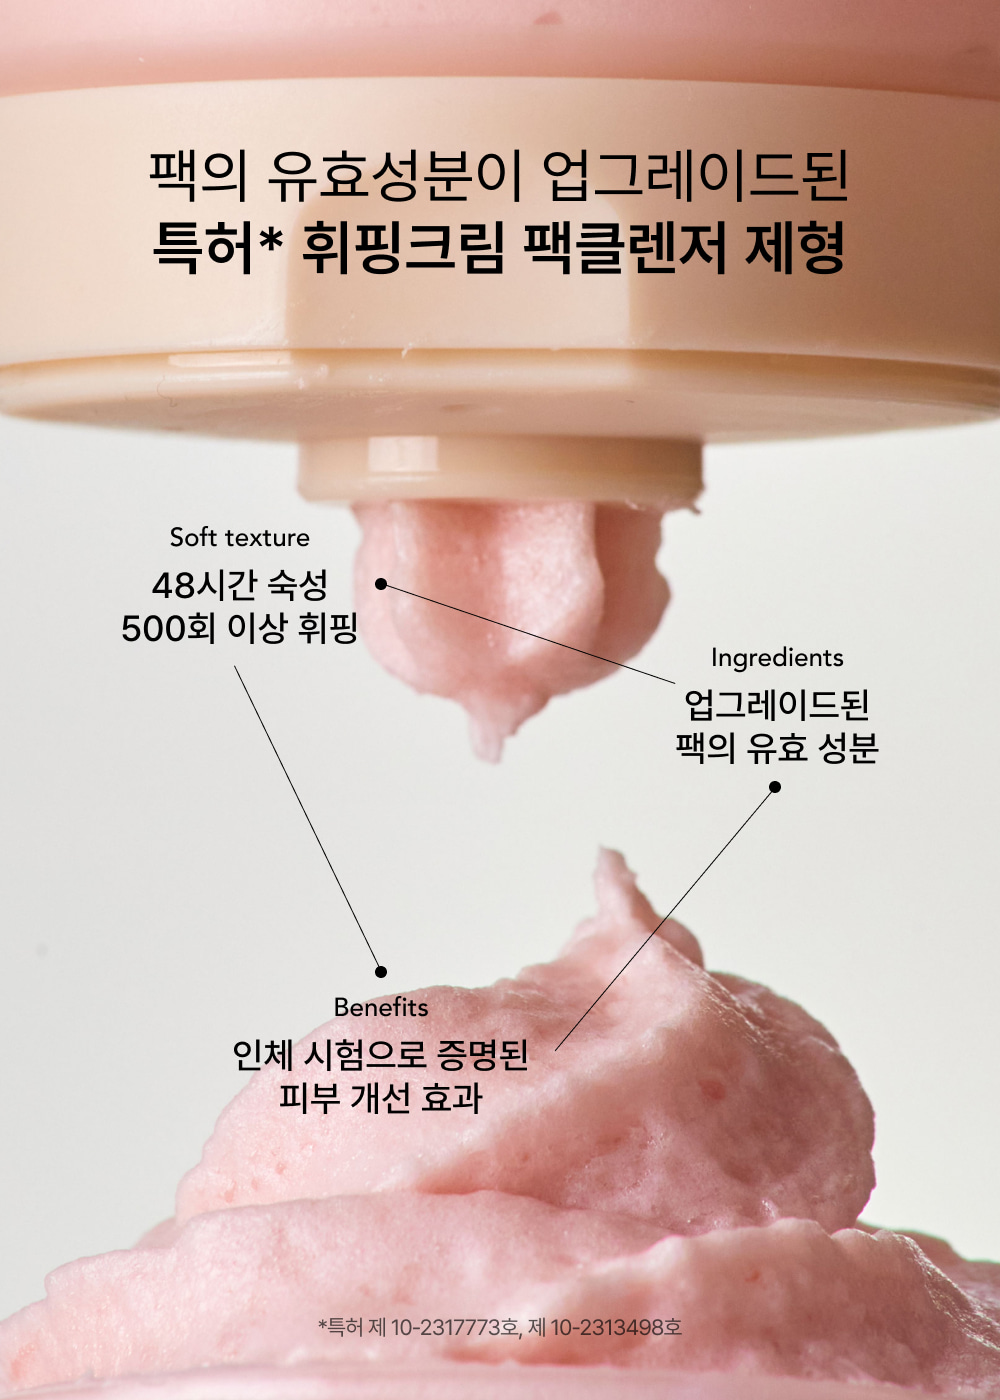 팩의 유효성분이 업그레이드된
특허* 휘핑크림 팩클렌저 제형
Soft texture
48시간 숙성
500회 이상 휘핑
Ingredients
업그레이드된
팩의 유효 성분
Benefits
인체 시험으로 증명된
피부 개선 효과
*특허 제 10-2317773호, 제 10-2313498호